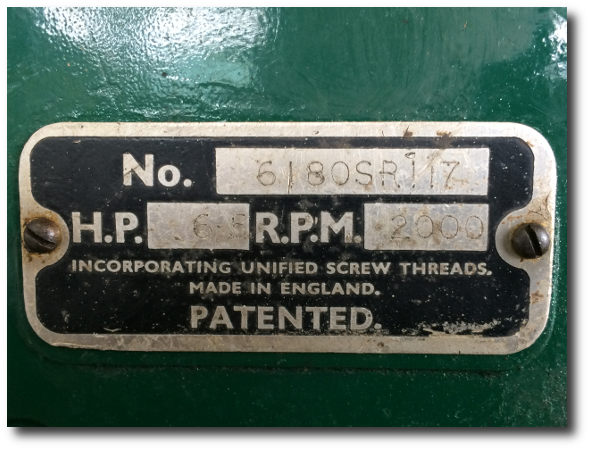 No. 6180SR117
H.P. 6-5 R.P.M. 2000
INCORPORATING UNIFIED SCREW THREADS.
MADE IN ENGLAND.
PATENTED.